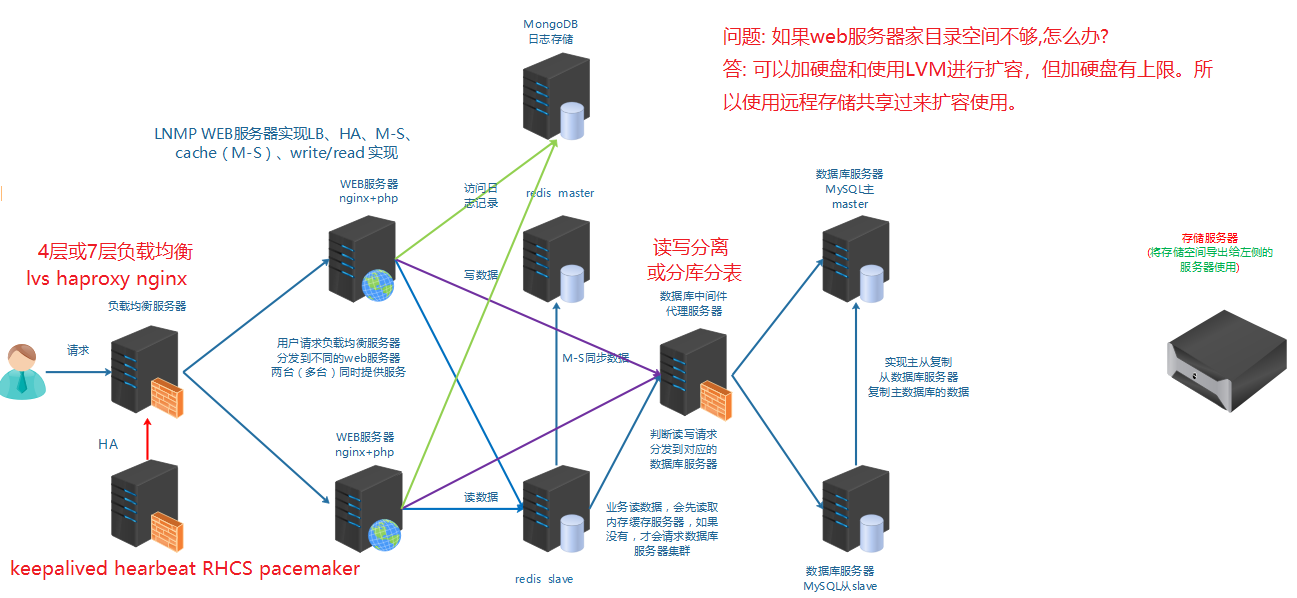 MongoDB
日志存储
问题: 如果web服务器家目录空间不够,怎么办?
答: 可以加硬盘和使用LVM进行扩容，但加硬盘有上限。所
以使用远程存储共享过来扩容使用。
LNMP WEB服务器实现LB、HA、M-S、
cache（M-S）、write/read 实现
WEB服务器
nginx+php
访问日
志记录
redis master
数据库服务器
MySQL主
master
4层或7层负载均衡
lvs haproxy nginx
负载均衡服务器
写数据
读写分离
或分库分表
数据库中间件
代理服务器
存储服务器
(将存储空间导出给左侧的
服务器使用)
请求
用户请求负载均衡服务器
分发到不同的web服务器
两台（多台）同时提供服务
M-S同步数据
实现主从复制
从数据库服务器
复制主数据库的数据
HA
WEB服务器
nginx+php
判断读写请求
分发到对应的
数据库服务器
读数据
业务读数据，会先读取
内存缓存服务器，如果
没有，才会请求数据库
服务器集群
keepalived hearbeat RHCS pacemaker
redis slave
数据库服务器
MySQL从slave